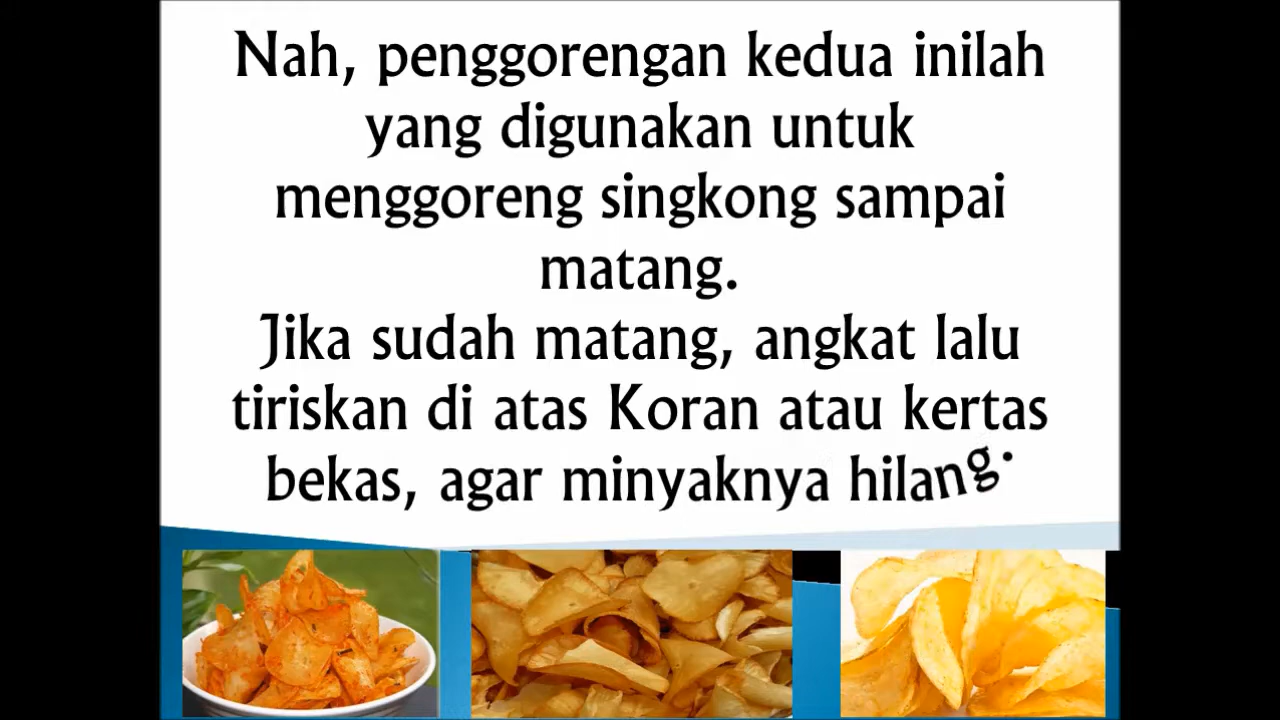 Nah, penggorengan kedua inilah
yang digunakan untuk
menggoreng singkong sampai
matang.
Jika sudah matang, angkat lalu
tiriskan di atas Koran atau kertas
bekas, agar minyaknya hilang.